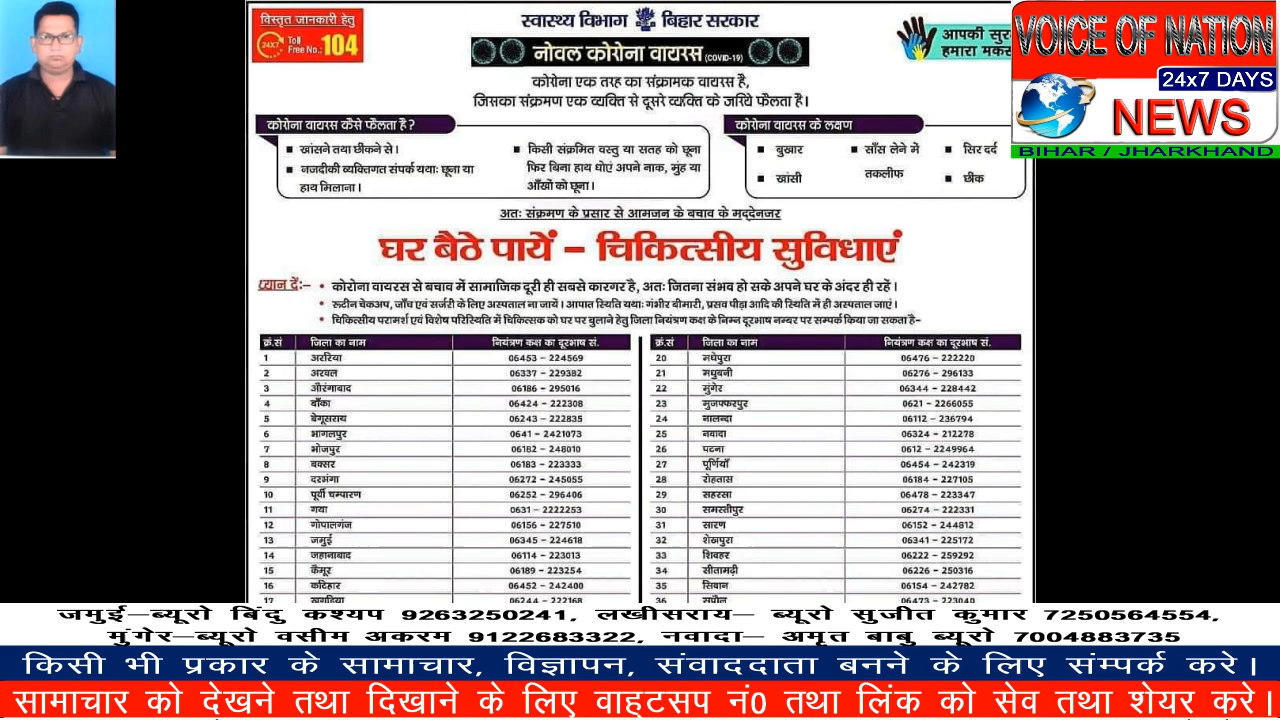 विस्तृत जानकारी हेतु
24X7 Toll Free No.: 104
स्वास्थ्य विभाग बिहार सरकार
नोवल कोरोना वायरस (COVID-19)
आपकी सुर
हमारा मकस
VOICE OF NATION
24x7 DAYS
NEWS
BIHAR / JHARKHAND
कोरोना एक तरह का संक्रामक वायरस है,
जिसका संक्रमण एक व्यक्ति से दूसरे व्यक्ति के जरिये फैलता है।
कोरोना वायरस कैसे फैलता है?
■ खांसने तथा छींकने से।
■ नजदीकी व्यक्तिगत संपर्क यथाः छूना या
हाथ मिलाना।
■ किसी संक्रमित वस्तु या सतह को छूना
फिर बिना हाथ धोएं अपने नाक, मुंह या
आँखों को छूना।
कोरोना वायरस के लक्षण
■ बुखार ■ साँस लेने में तकलीफ ■ सिर दर्द
■ खांसी ■ छींक
अतः संक्रमण के प्रसार से आमजन के बचाव के मद्देनजर
घर बैठे पायें – चिकित्सीय सुविधाएं
ध्यान दें:– • कोरोना वायरस से बचाव में सामाजिक दूरी ही सबसे कारगर है, अतः जितना संभव हो सके अपने घर के अंदर ही रहें।
• रूटीन चेकअप, जाँच एवं सर्जरी के लिए अस्पताल ना जायें। आपात स्थिति यथाः गंभीर बीमारी, प्रसव पीड़ा आदि की स्थिति में ही अस्पताल जाएं।
• चिकित्सीय परामर्श एवं विशेष परिस्थिति में चिकित्सक को घर पर बुलाने हेतु जिला नियंत्रण कक्ष के निम्न दूरभाष नम्बर पर सम्पर्क किया जा सकता है–
क्रं.सं जिला का नाम नियंत्रण कक्ष का दूरभाष सं.
1 अररिया 06453 – 224569
2 अरवल 06337 – 229382
3 औरंगाबाद 06186 – 295016
4 बाँका 06424 – 222308
5 बेगूसराय 06243 – 222835
6 भागलपुर 0641 – 2421073
7 भोजपुर 06182 – 248010
8 बक्सर 06183 – 223333
9 दरभंगा 06272 – 245055
10 पूर्वी चम्पारण 06252 – 296406
11 गया 0631 – 2222253
12 गोपालगंज 06156 – 227510
13 जमुई 06345 – 224618
14 जहानाबाद 06114 – 223013
15 कैमूर 06189 – 223254
16 कटिहार 06452 – 242400
17 खगड़िया 06244 – 222168
क्रं.सं जिला का नाम नियंत्रण कक्ष का दूरभाष सं.
20 मधेपुरा 06476 – 222220
21 मधुबनी 06276 – 296133
22 मुंगेर 06344 – 228442
23 मुजफ्फरपुर 0621 – 2266055
24 नालन्दा 06112 – 236794
25 नवादा 06324 – 212278
26 पटना 0612 – 2249964
27 पूर्णियाँ 06454 – 242319
28 रोहतास 06184 – 227105
29 सहरसा 06478 – 223347
30 समस्तीपुर 06274 – 222331
31 सारण 06152 – 244812
32 शेखपुरा 06341 – 225172
33 शिवहर 06222 – 259292
34 सीतामढ़ी 06226 – 250316
35 सिवान 06154 – 242782
36 सुपौल 06473 – 223040
जमुई–ब्यूरो बिंदु कश्यप 9263250241, लखीसराय– ब्यूरो सुजीत कुमार 7250564554,
मुंगेर–ब्यूरो वसीम अकरम 9122683322, नवादा– अमृत बाबु ब्यूरो 7004883735
किसी भी प्रकार के सामाचार, विज्ञापन, संवाददाता बनने के लिए संम्पर्क करे।
सामाचार को देखने तथा दिखाने के लिए वाह्टसप नं0 तथा लिंक को सेव तथा शेयर करे।